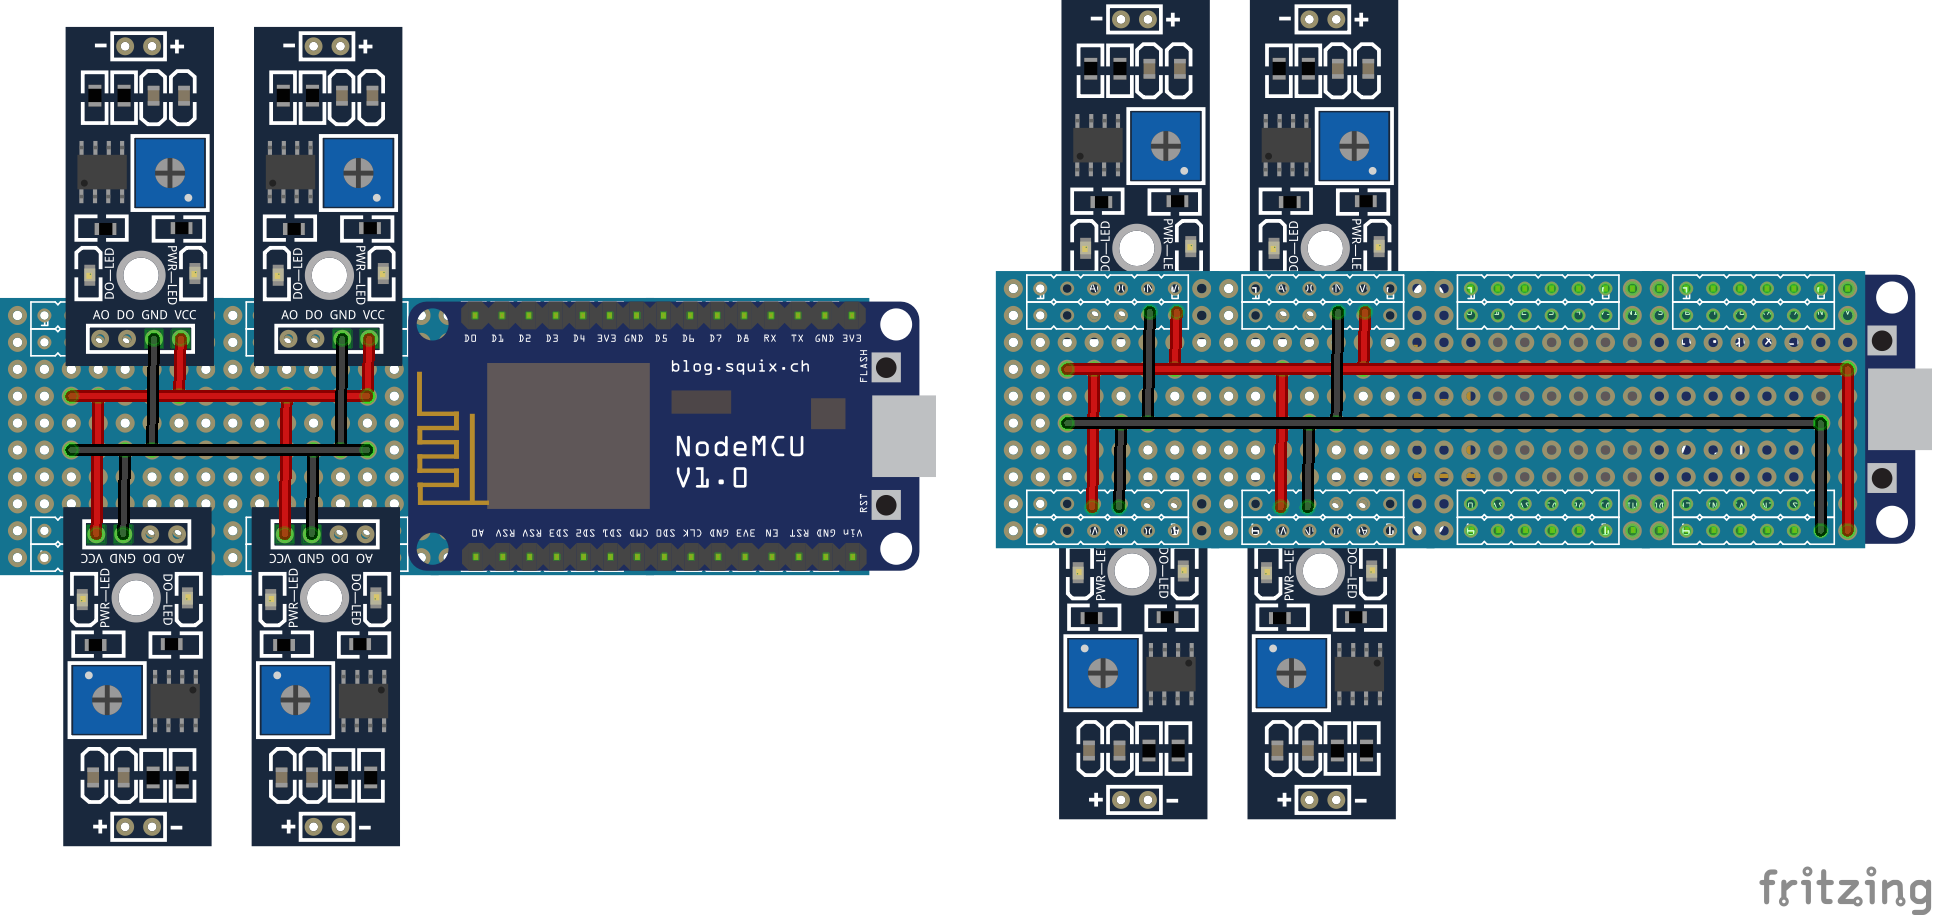 - +
- +
DO—LED PWR—LED
DO—LED PWR—LED
AO DO GND VCC
AO DO GND VCC
D0 D1 D2 D3 D4 3V3 GND D5 D6 D7 D8 RX TX GND 3V3
blog.squix.ch
FLASH
NodeMCU
V1.0
RST
A0 RSV RSV SD3 SD2 SD1 CMD SD0 CLK GND 3V3 EN RST GND Vin
VCC GND DO AO
VCC GND DO AO
PWR—LED DO—LED
PWR—LED DO—LED
+ -
+ -
- +
- +
DO—LED PWR—LE
DO—LED PWR—LE
PWR—LE DO—LED
PWR—LE DO—LED
+ -
+ -
fritzing